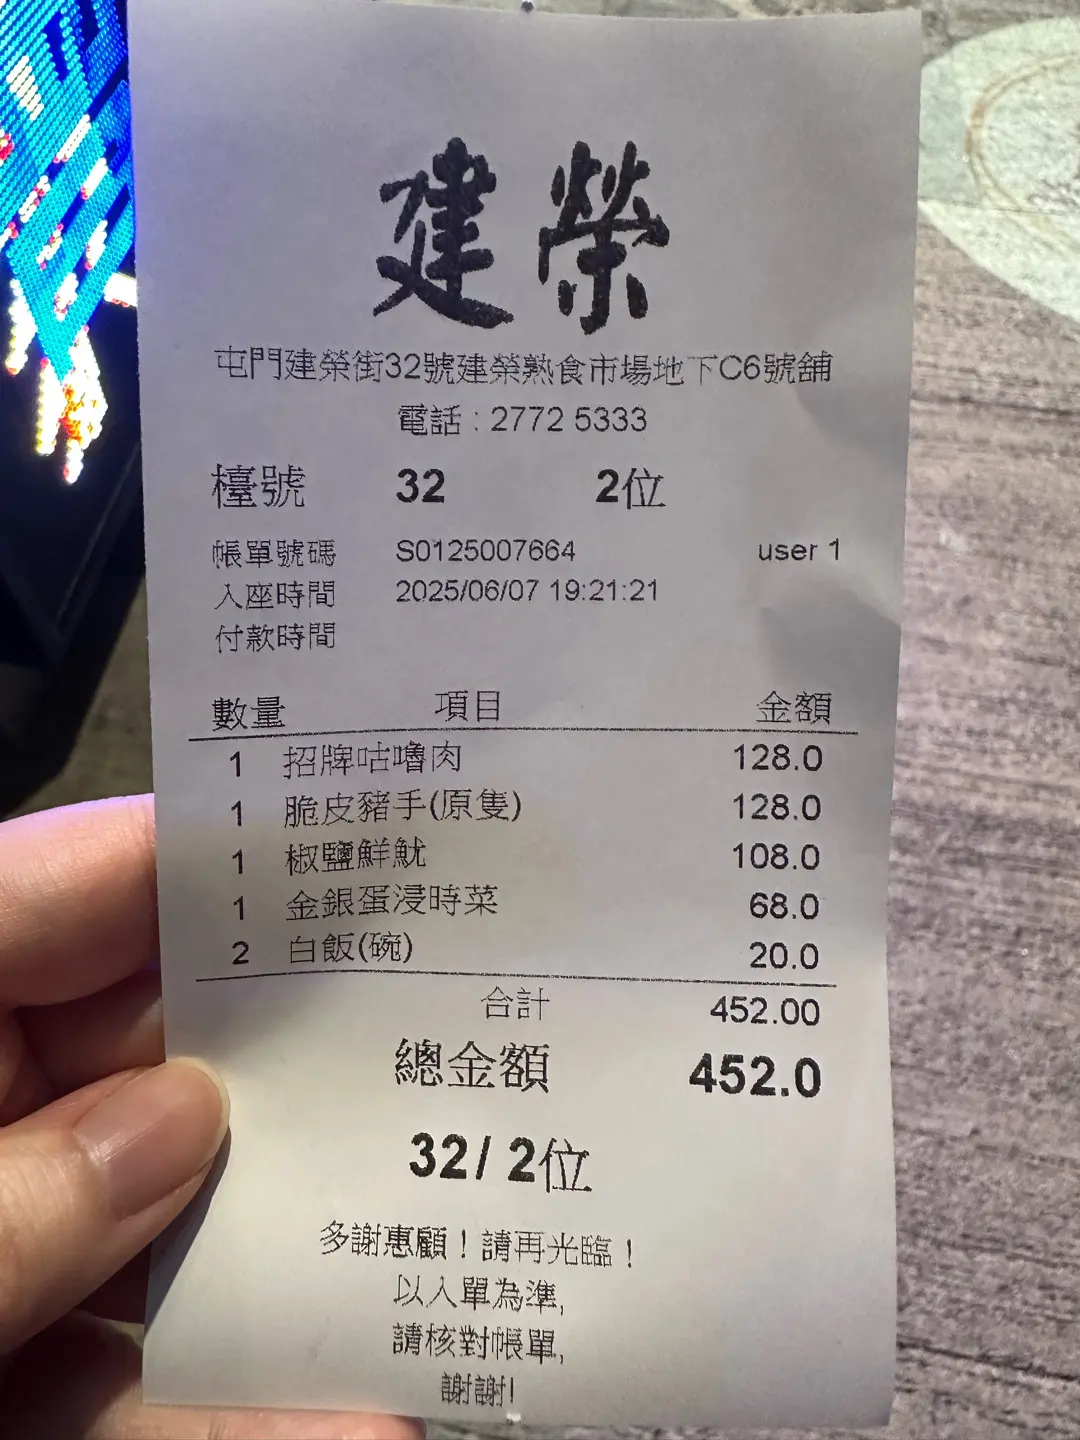 建榮
屯門建榮街32號建榮熟食市場地下C6號舖
電話 : 2772 5333
檯號 32 2位
帳單號碼 S0125007664 user 1
入座時間 2025/06/07 19:21:21
付款時間
數量 項目 金額
1 招牌咕嚕肉 128.0
1 脆皮豬手(原隻) 128.0
1 椒鹽鮮魷 108.0
1 金銀蛋浸時菜 68.0
2 白飯(碗) 20.0
合計 452.00
總金額 452.0
32/ 2位
多謝惠顧！請再光臨！
以入單為準,
請核對帳單,
謝謝!